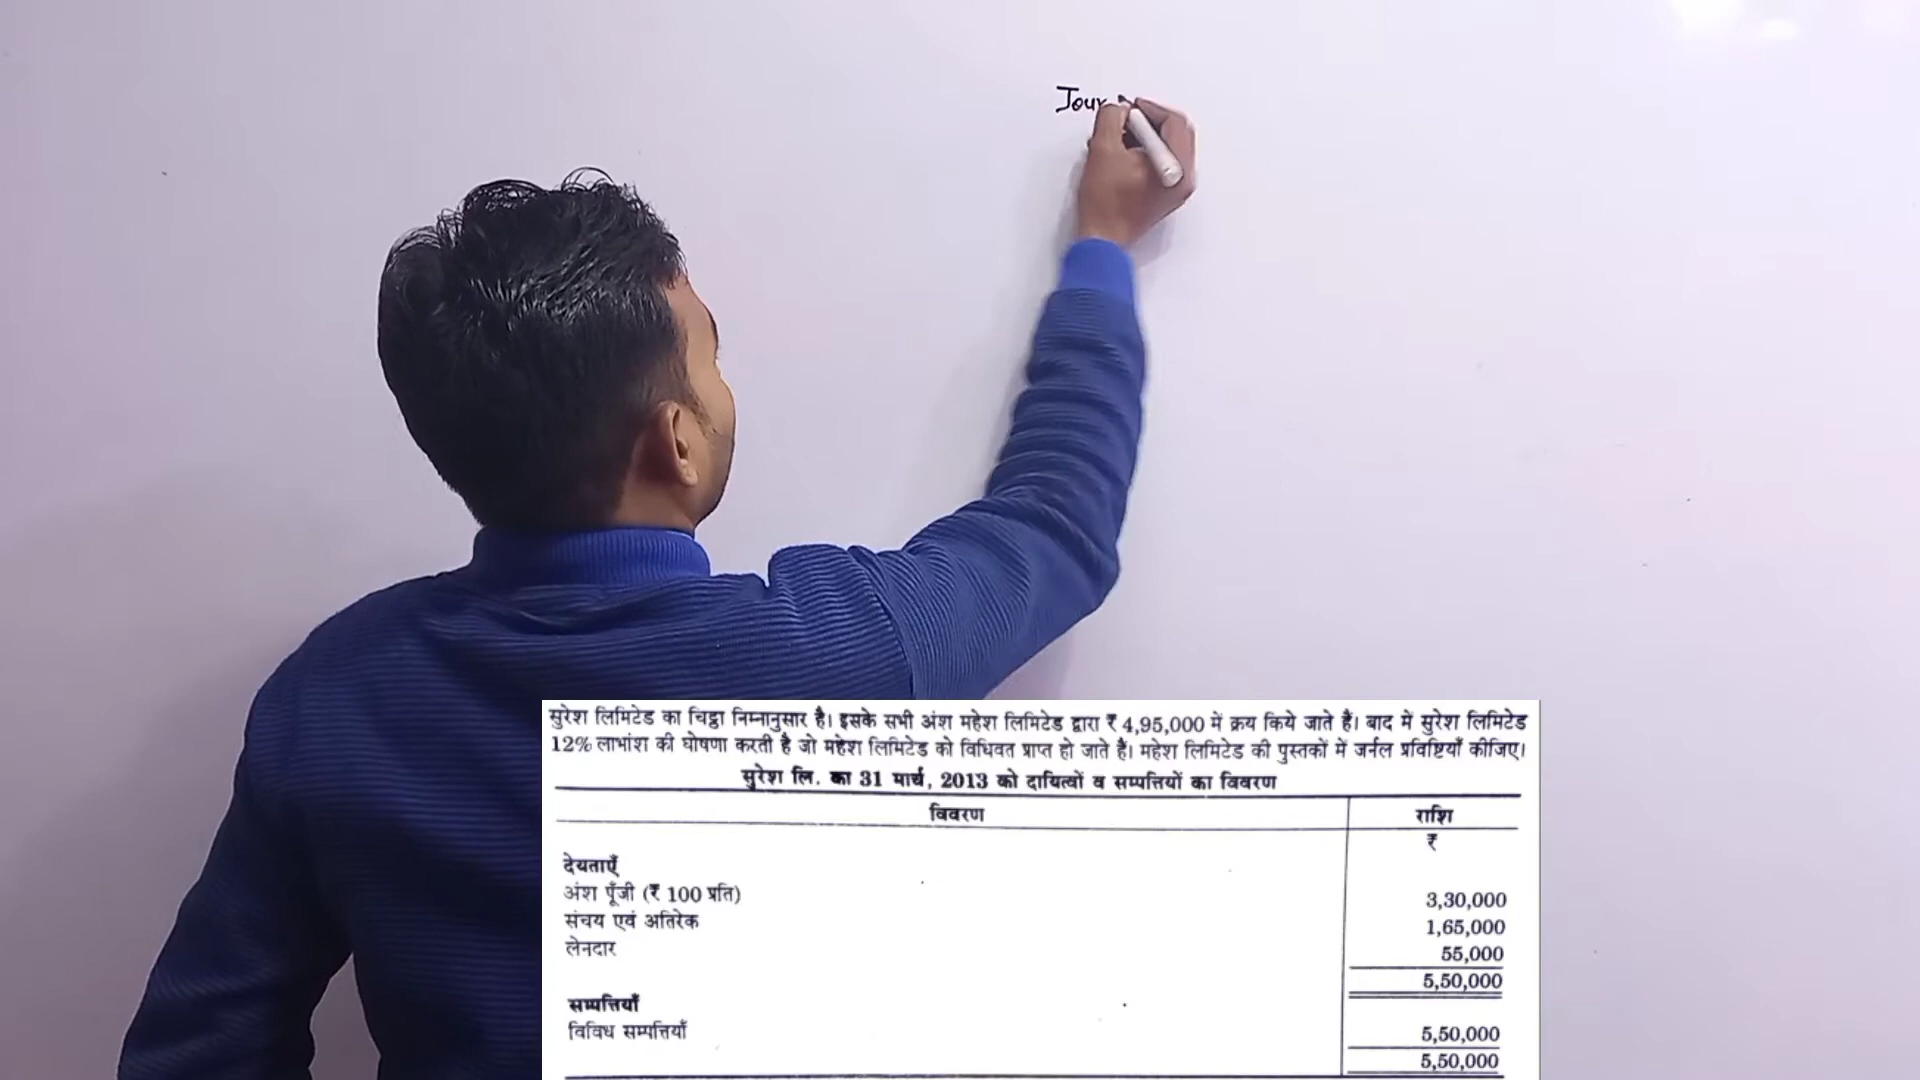 Jour
सुरेश लिमिटेड का चिट्ठा निम्नानुसार है। इसके सभी अंश महेश लिमिटेड द्वारा ₹ 4,95,000 में क्रय किये जाते हैं। बाद में सुरेश लिमिटेड
12% लाभांश की घोषणा करती है जो महेश लिमिटेड को विधिवत प्राप्त हो जाते हैं। महेश लिमिटेड की पुस्तकों में जर्नल प्रविष्टियाँ कीजिए।
सुरेश लि. का 31 मार्च, 2013 को दायित्वों व सम्पत्तियों का विवरण
विवरण राशि
₹
देयताएँ
अंश पूँजी (₹ 100 प्रति) 3,30,000
संचय एवं अतिरेक 1,65,000
लेनदार 55,000
5,50,000
सम्पत्तियाँ
विविध सम्पत्तियाँ 5,50,000
5,50,000